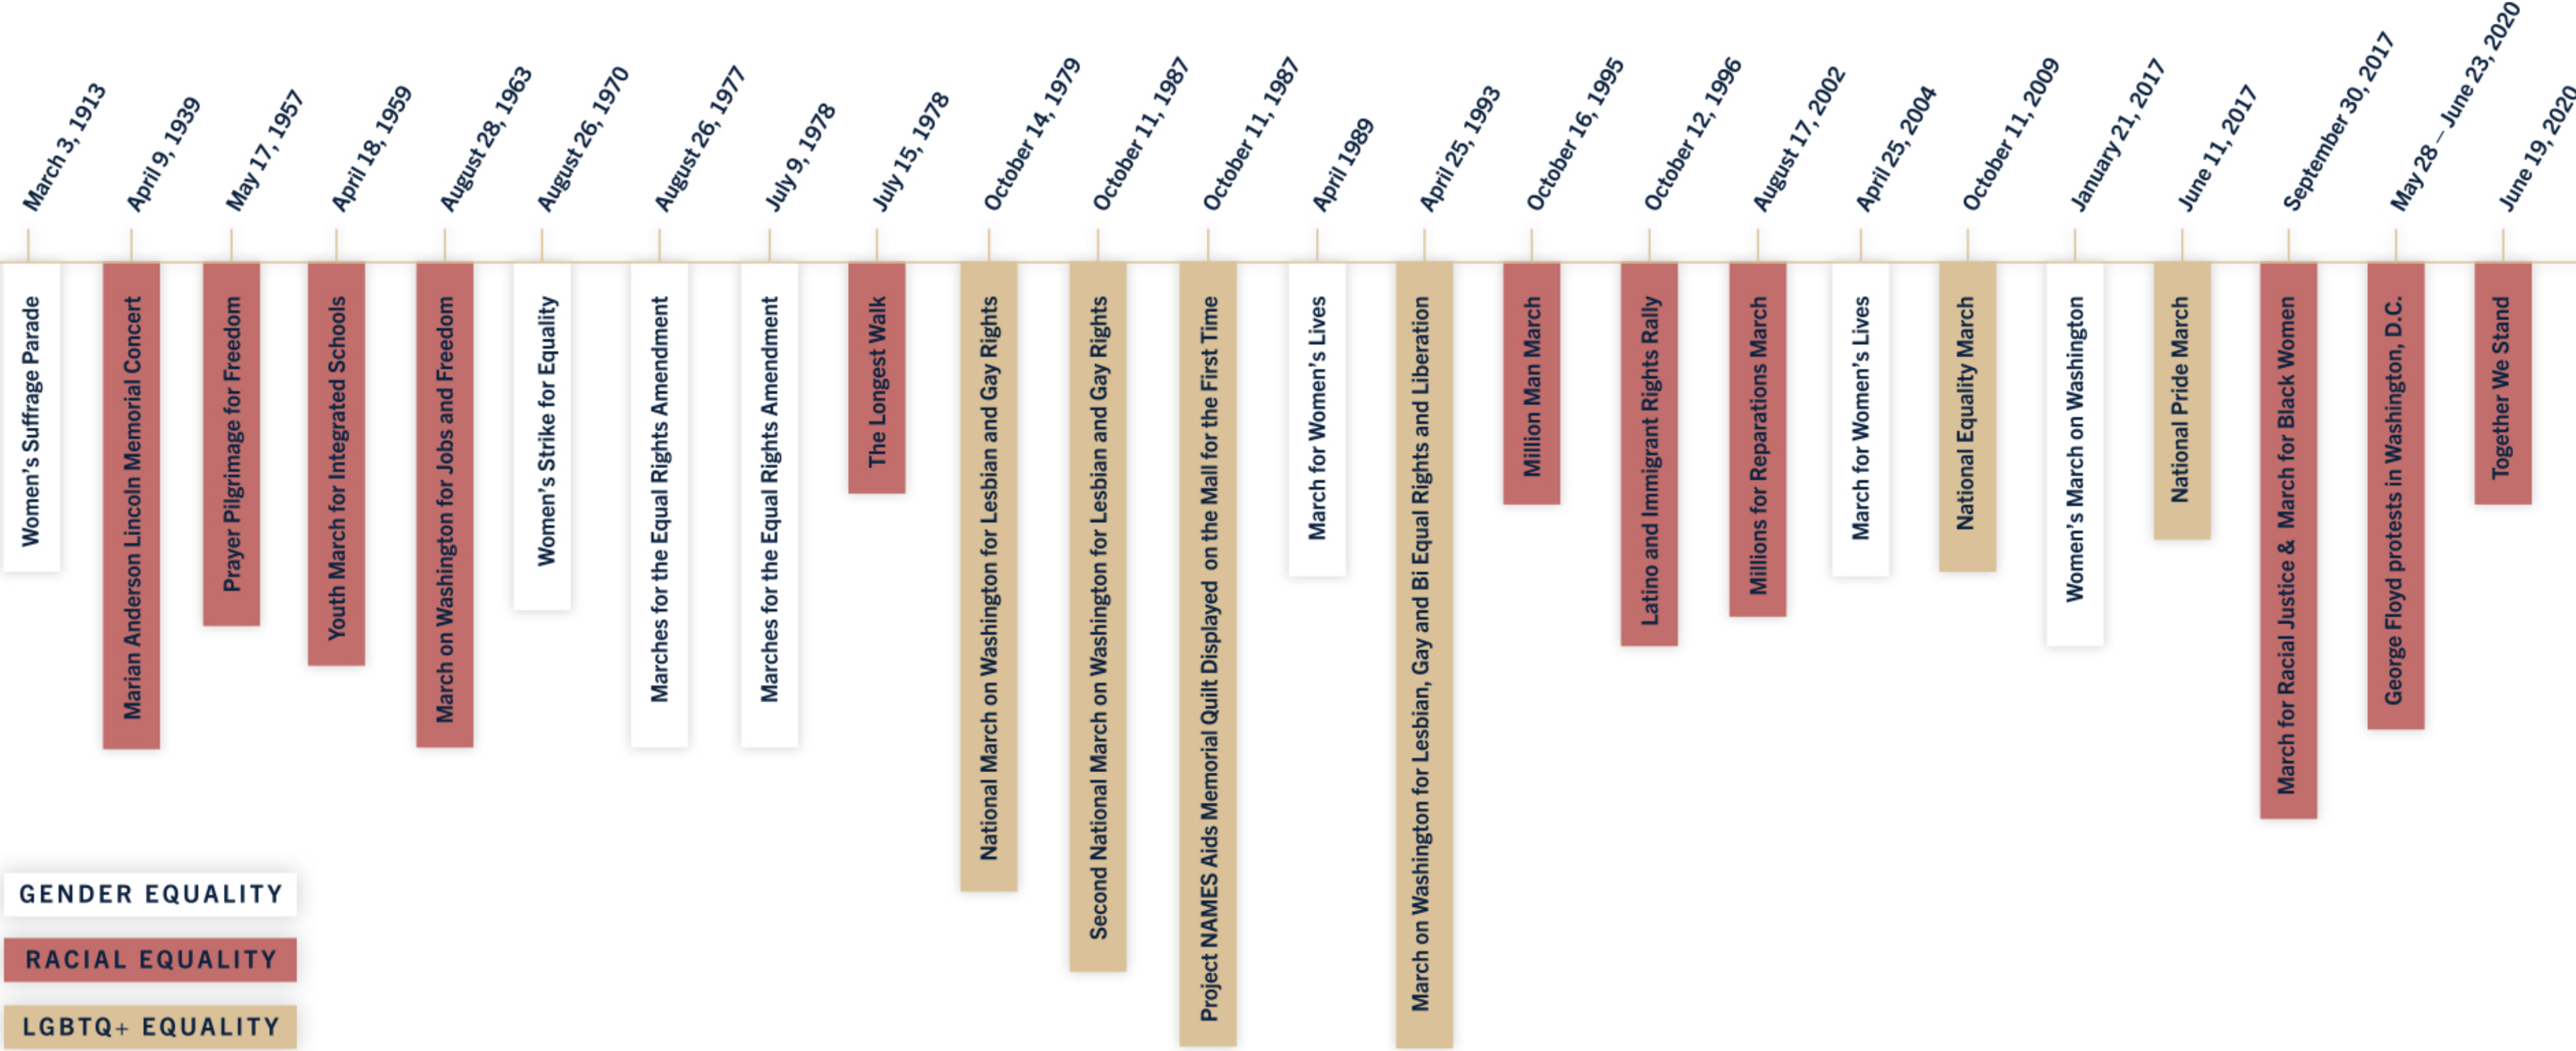 March 3, 1913
April 9, 1939
May 17, 1957
April 18, 1959
August 28, 1963
August 26, 1970
August 26, 1977
July 9, 1978
July 15, 1978
October 14, 1979
October 11, 1987
October 11, 1987
April 1989
April 25, 1993
October 16, 1995
October 12, 1996
August 17, 2002
April 25, 2004
October 11, 2009
January 21, 2017
June 11, 2017
September 30, 2017
May 28 – June 23, 2020
June 19, 2020
Women's Suffrage Parade
Marian Anderson Lincoln Memorial Concert
Prayer Pilgrimage for Freedom
Youth March for Integrated Schools
March on Washington for Jobs and Freedom
Women's Strike for Equality
Marches for the Equal Rights Amendment
Marches for the Equal Rights Amendment
The Longest Walk
National March on Washington for Lesbian and Gay Rights
Second National March on Washington for Lesbian and Gay Rights
Project NAMES Aids Memorial Quilt Displayed on the Mall for the First Time
March for Women's Lives
March on Washington for Lesbian, Gay and Bi Equal Rights and Liberation
Million Man March
Latino and Immigrant Rights Rally
Millions for Reparations March
March for Women's Lives
National Equality March
Women's March on Washington
National Pride March
March for Racial Justice & March for Black Women
George Floyd protests in Washington, D.C.
Together We Stand
GENDER EQUALITY
RACIAL EQUALITY
LGBTQ+ EQUALITY